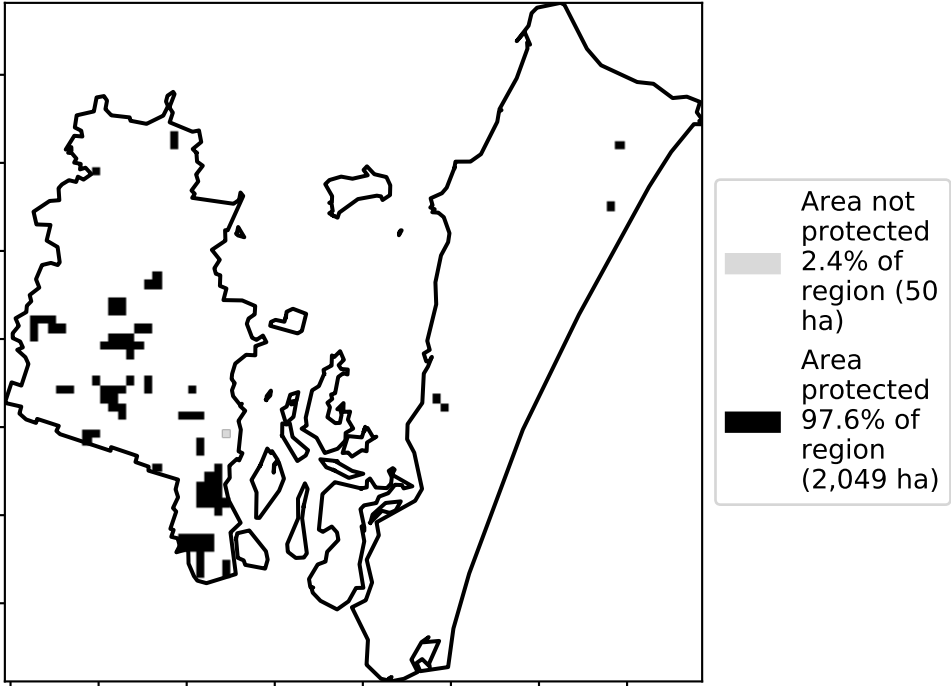 Area not
protected
2.4% of
region (50
ha)
Area
protected
97.6% of
region
(2,049 ha)